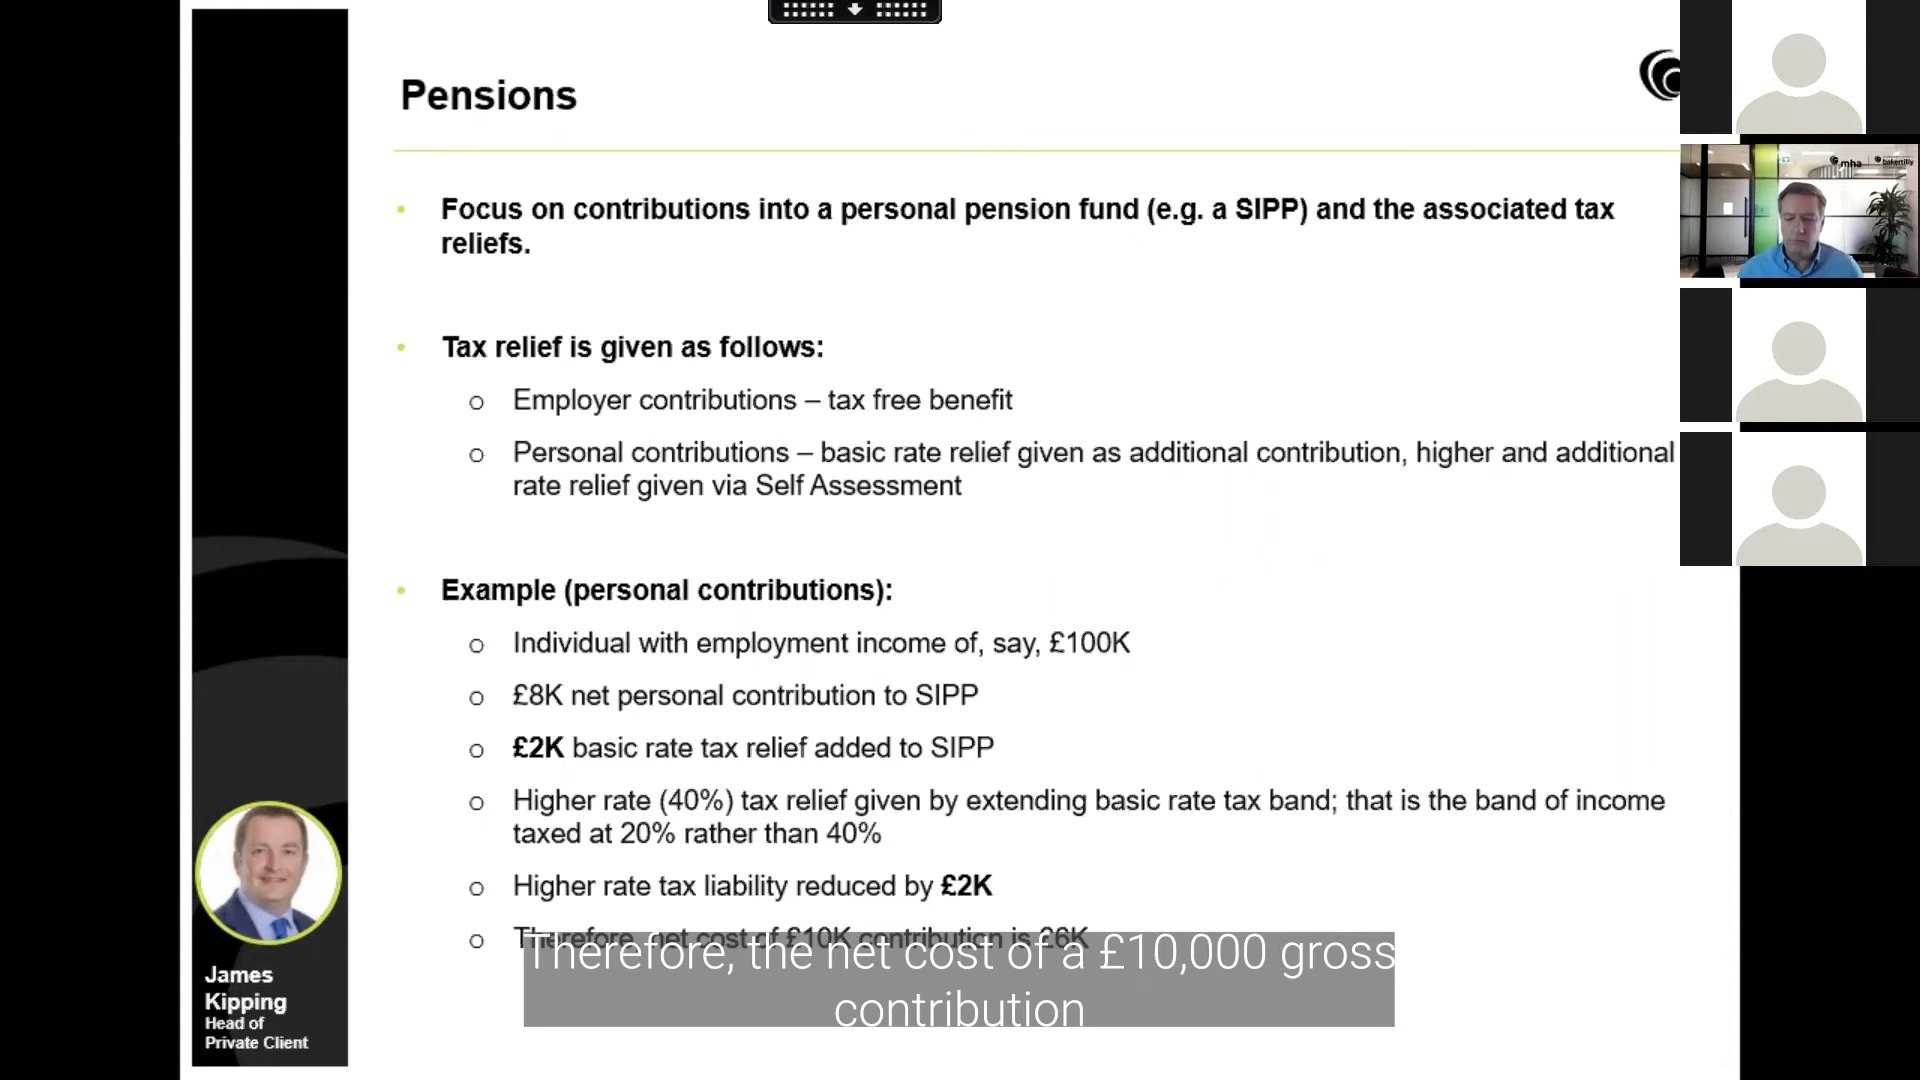 Pensions
mha
bakertilly
Focus on contributions into a personal pension fund (e.g. a SIPP) and the associated tax
reliefs.
Tax relief is given as follows:
Employer contributions – tax free benefit
Personal contributions – basic rate relief given as additional contribution, higher and additional
rate relief given via Self Assessment
Example (personal contributions):
Individual with employment income of, say, £100K
£8K net personal contribution to SIPP
£2K basic rate tax relief added to SIPP
Higher rate (40%) tax relief given by extending basic rate tax band; that is the band of income
taxed at 20% rather than 40%
Higher rate tax liability reduced by £2K
Therefore, net cost of £10K contribution is £6K
Therefore, the net cost of a £10,000 gross
contribution
James
Kipping
Head of
Private Client